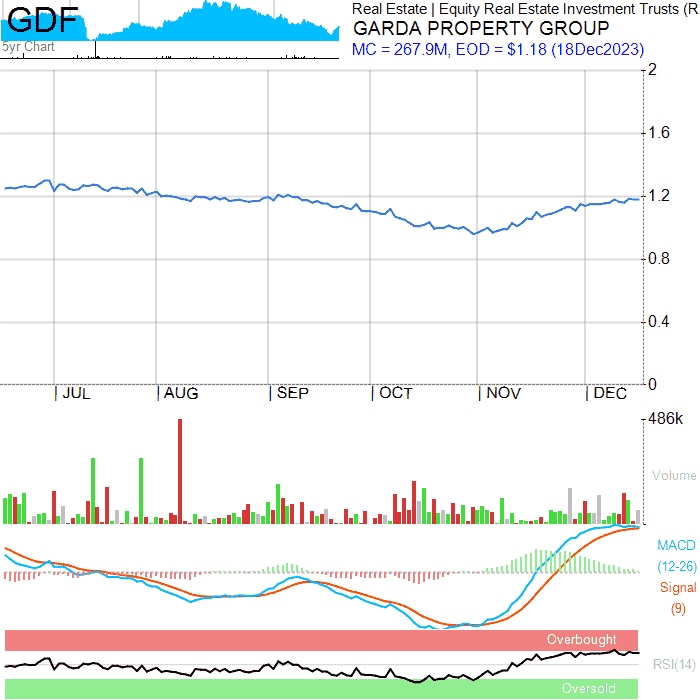 GDF
5yr Chart
Real Estate | Equity Real Estate Investment Trusts (R
GARDA PROPERTY GROUP
MC = 267.9M, EOD = $1.18 (18Dec2023)
2
1.6
1.2
0.8
0.4
0
| JUL | AUG | SEP | OCT | NOV | DEC
486k
Volume
MACD
(12-26)
Signal
(9)
Overbought
RSI(14)
Oversold